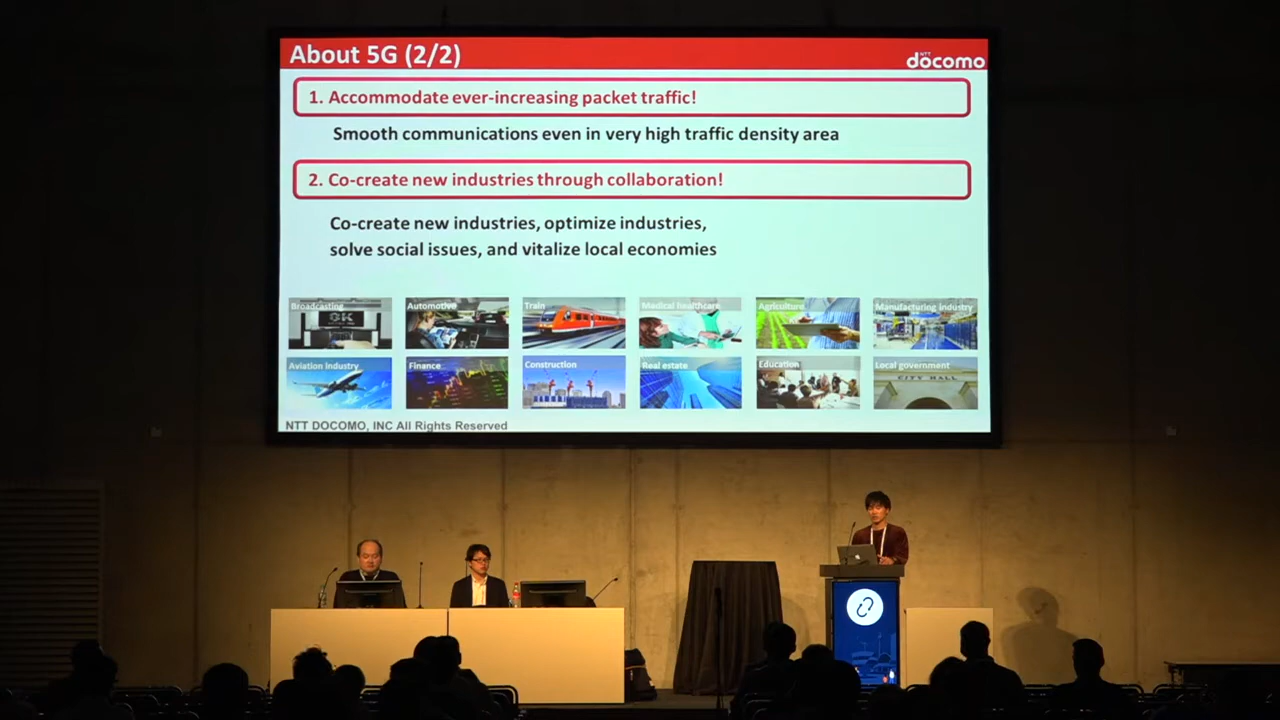 About 5G (2/2)
NTT
döcomo
1. Accommodate ever-increasing packet traffic!
Smooth communications even in very high traffic density area
2. Co-create new industries through collaboration!
Co-create new industries, optimize industries,
solve social issues, and vitalize local economies
Broadcasting
Automotive
Train
Medical healthcare
Agriculture
Manufacturing industry
Aviation industry
Finance
Construction
Real estate
Education
Local government
CITY HALL
NTT DOCOMO, INC All Rights Reserved